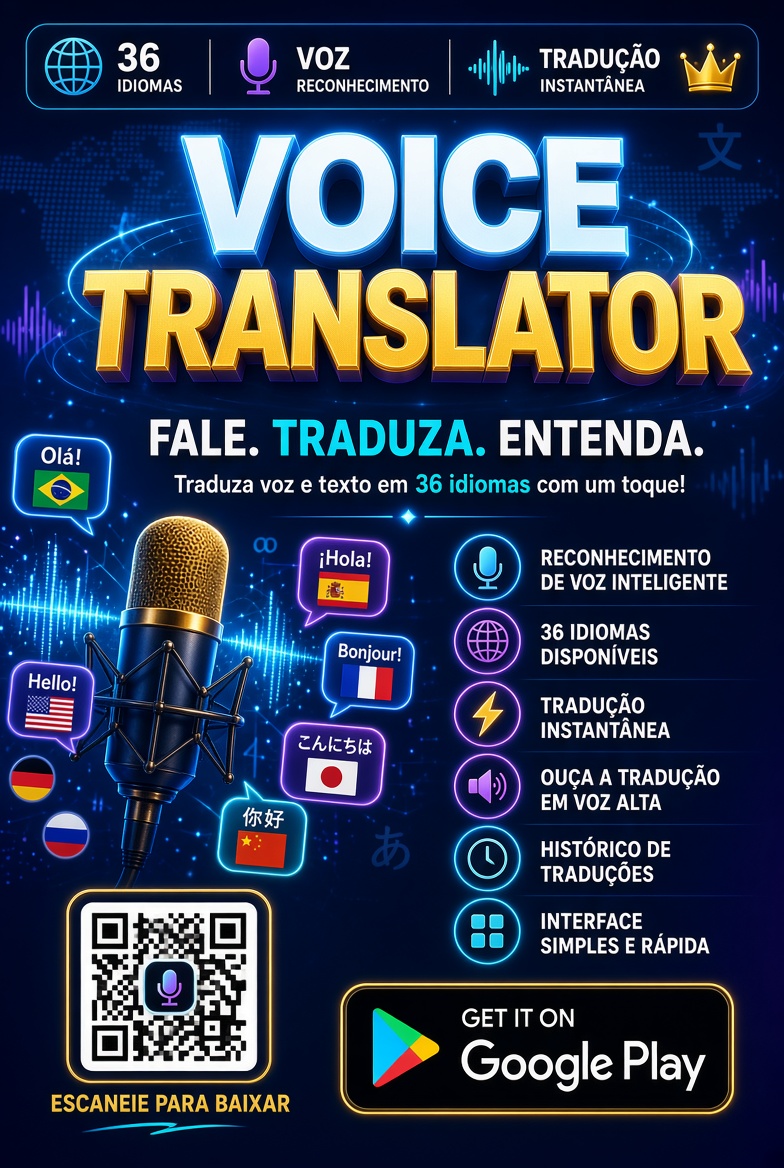 36
IDIOMAS
VOZ
RECONHECIMENTO
TRADUÇÃO
INSTANTÂNEA
文
VOICE
TRANSLATOR
FALE. TRADUZA. ENTENDA.
Traduza voz e texto em 36 idiomas com um toque!
Olá!
¡Hola!
Bonjour!
Hello!
こんにちは
你好
あ
RECONHECIMENTO
DE VOZ INTELIGENTE
36 IDIOMAS
DISPONÍVEIS
TRADUÇÃO
INSTANTÂNEA
OUÇA A TRADUÇÃO
EM VOZ ALTA
HISTÓRICO DE
TRADUÇÕES
INTERFACE
SIMPLES E RÁPIDA
ESCANEIE PARA BAIXAR
GET IT ON
Google Play